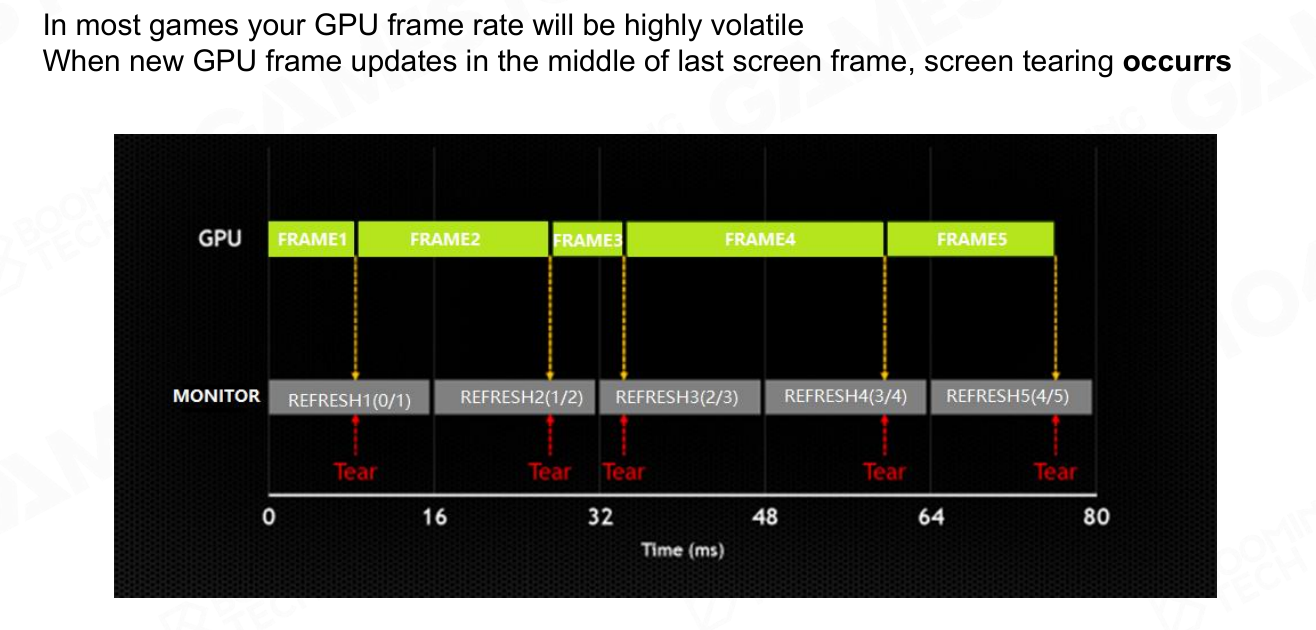 In most games your GPU frame rate will be highly volatile
When new GPU frame updates in the middle of last screen frame, screen tearing occurrs
GPU FRAME1 FRAME2 FRAME3 FRAME4 FRAME5
MONITOR REFRESH1(0/1) REFRESH2(1/2) REFRESH3(2/3) REFRESH4(3/4) REFRESH5(4/5)
Tear Tear Tear Tear Tear
0 16 32 48 64 80
Time (ms)